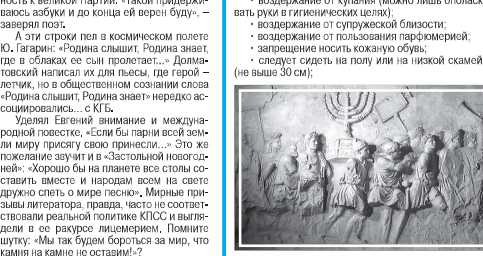 ность к великой Партии. «Такой придержи-
ваюсь азбуки и до конца ей верен буду», –
заверял поэт.
А эти строки пел в космическом полете
Ю. Гагарин: «Родина слышит, Родина знает,
где в облаках ее сын пролетает...» Долма-
товский написал их для пьесы, где герой –
летчик, но в общественном сознании слова
«Родина слышит, Родина знает» нередко ас-
социировались... с КГБ.
Уделял Евгений внимание и междуна-
родной повестке. «Если бы парни всей зем-
ли миру присягу свою принесли...» Это же
пожелание звучит и в «Застольной новогод-
ней»: «Хорошо бы на планете все столы со-
ставить вместе и народам всем на свете
дружно спеть о мире песню». Мирные при-
зывы литератора, правда, часто не соответ-
ствовали реальной политике КПСС и выгля-
дели в ее ракурсе лицемерием. Помните
шутку: «Мы так будем бороться за мир, что
камня на камне не оставим!»?
• воздержание от купания (можно лишь ополаск
вать руки в гигиенических целях);
• воздержание от супружеской близости;
• воздержание от пользования парфюмерией;
• запрещение носить кожаную обувь;
• следует сидеть на полу или на низкой скамей
(не выше 30 см);